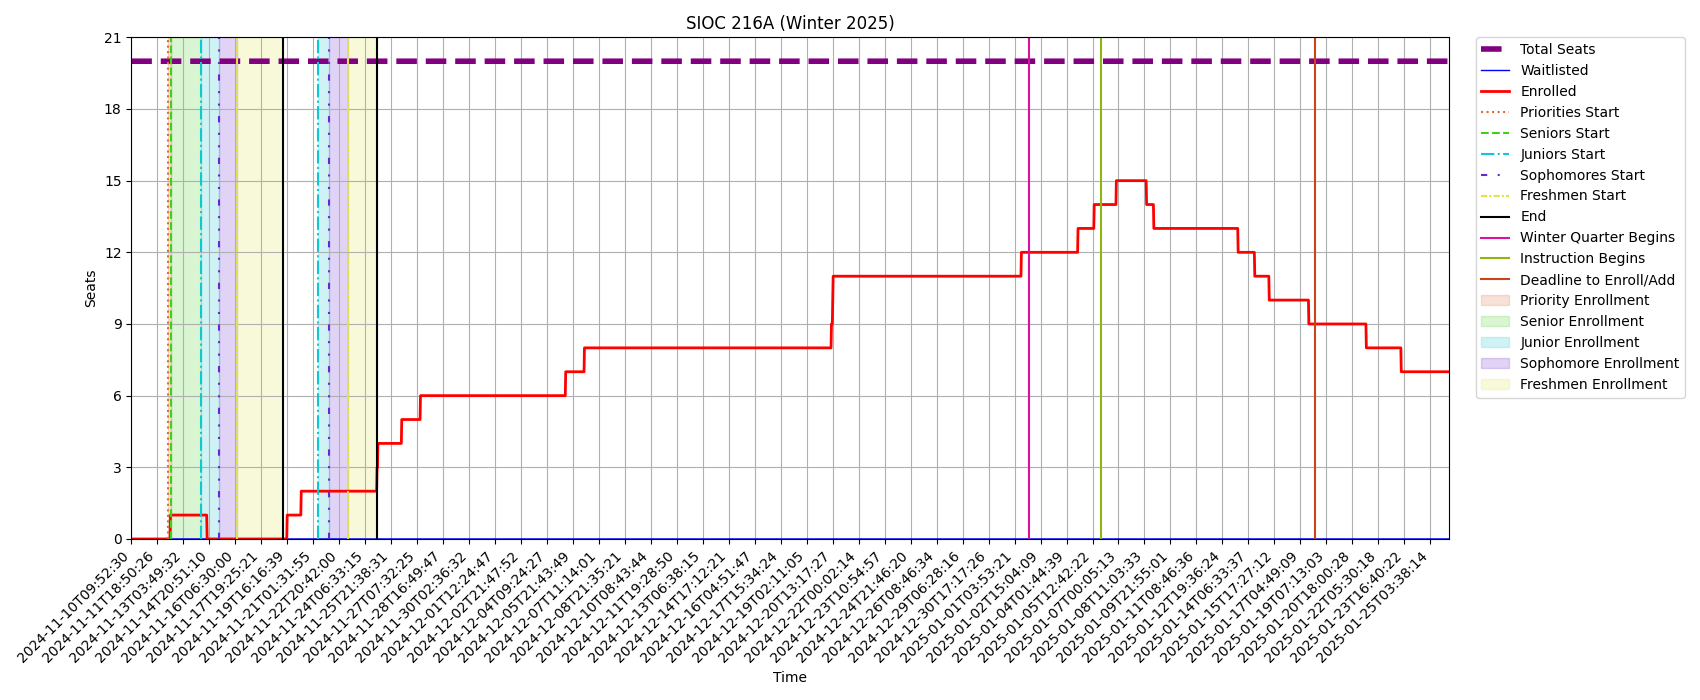 SIOC 216A (Winter 2025)
21
18
15
12
9
6
3
0
Seats
2024-11-10T09:52:30
2024-11-11T18:50:26
2024-11-13T03:49:32
2024-11-14T20:51:10
2024-11-16T06:30:00
2024-11-17T19:25:21
2024-11-19T16:16:39
2024-11-21T01:31:55
2024-11-22T20:42:00
2024-11-24T06:33:15
2024-11-25T21:38:31
2024-11-27T07:32:25
2024-11-28T16:49:47
2024-11-30T02:36:32
2024-12-01T12:24:47
2024-12-02T21:47:52
2024-12-04T09:24:27
2024-12-05T21:43:49
2024-12-07T11:14:01
2024-12-08T21:35:21
2024-12-10T08:43:44
2024-12-11T19:28:50
2024-12-13T06:38:15
2024-12-14T17:12:21
2024-12-16T04:51:47
2024-12-17T15:34:24
2024-12-19T02:11:05
2024-12-20T13:17:27
2024-12-22T00:02:14
2024-12-23T10:54:57
2024-12-24T21:46:20
2024-12-26T08:46:34
2024-12-29T06:28:16
2024-12-30T17:17:26
2025-01-01T03:53:21
2025-01-02T15:04:09
2025-01-04T01:44:39
2025-01-05T12:42:22
2025-01-07T00:05:13
2025-01-08T11:03:33
2025-01-09T21:55:01
2025-01-11T08:46:36
2025-01-12T19:36:24
2025-01-14T06:33:37
2025-01-15T17:27:12
2025-01-17T04:49:09
2025-01-19T07:13:03
2025-01-20T18:00:28
2025-01-22T05:30:18
2025-01-23T16:40:22
2025-01-25T03:38:14
Time
Total Seats
Waitlisted
Enrolled
Priorities Start
Seniors Start
Juniors Start
Sophomores Start
Freshmen Start
End
Winter Quarter Begins
Instruction Begins
Deadline to Enroll/Add
Priority Enrollment
Senior Enrollment
Junior Enrollment
Sophomore Enrollment
Freshmen Enrollment